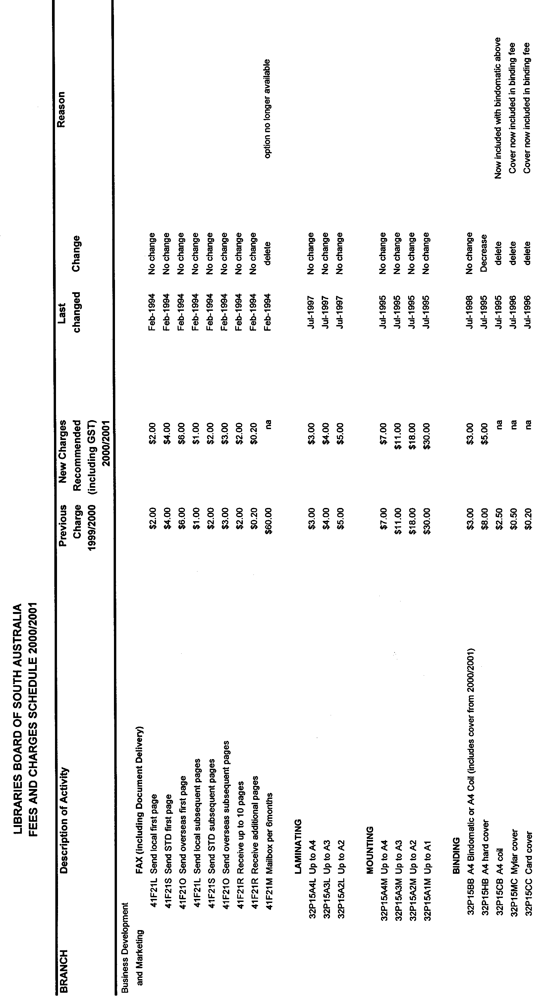 LIBRARIES BOARD OF SOUTH AUSTRALIA
FEES AND CHARGES SCHEDULE 2000/2001
BRANCH Description of Activity Previous New Charges Last Reason
Charge Recommended changed Change
1999/2000 (including GST)
2000/2001
Business Development
and Marketing FAX (including Document Delivery)
41F21L Send local first page $2.00 $2.00 Feb-1994 No change
41F21S Send STD first page $4.00 $4.00 Feb-1994 No change
41F21O Send overseas first page $6.00 $6.00 Feb-1994 No change
41F21L Send local subsequent pages $1.00 $1.00 Feb-1994 No change
41F21S Send STD subsequent pages $2.00 $2.00 Feb-1994 No change
41F21O Send overseas subsequent pages $3.00 $3.00 Feb-1994 No change
41F21R Receive up to 10 pages $2.00 $2.00 Feb-1994 No change
41F21R Receive additional pages $0.20 $0.20 Feb-1994 No change
41F21M Mailbox per 6months $60.00 na Feb-1994 delete option no longer available
LAMINATING
32P15A4L Up to A4 $3.00 $3.00 Jul-1997 No change
32P15A3L Up to A3 $4.00 $4.00 Jul-1997 No change
32P15A2L Up to A2 $5.00 $5.00 Jul-1997 No change
MOUNTING
32P15A4M Up to A4 $7.00 $7.00 Jul-1995 No change
32P15A3M Up to A3 $11.00 $11.00 Jul-1995 No change
32P15A2M Up to A2 $18.00 $18.00 Jul-1995 No change
32P15A1M Up to A1 $30.00 $30.00 Jul-1995 No change
BINDING
32P15BB A4 Bindomatic or A4 Coil (includes cover from 2000/2001) $3.00 $3.00 Jul-1998 No change
32P15HB A4 hard cover $8.00 $5.00 Jul-1995 Decrease
32P15CB A4 coil $2.50 na Jul-1995 delete Now included with bindomatic above
32P15MC Mylar cover $0.50 na Jul-1996 delete Cover now included in binding fee
32P15CC Card cover $0.20 na Jul-1996 delete Cover now included in binding fee